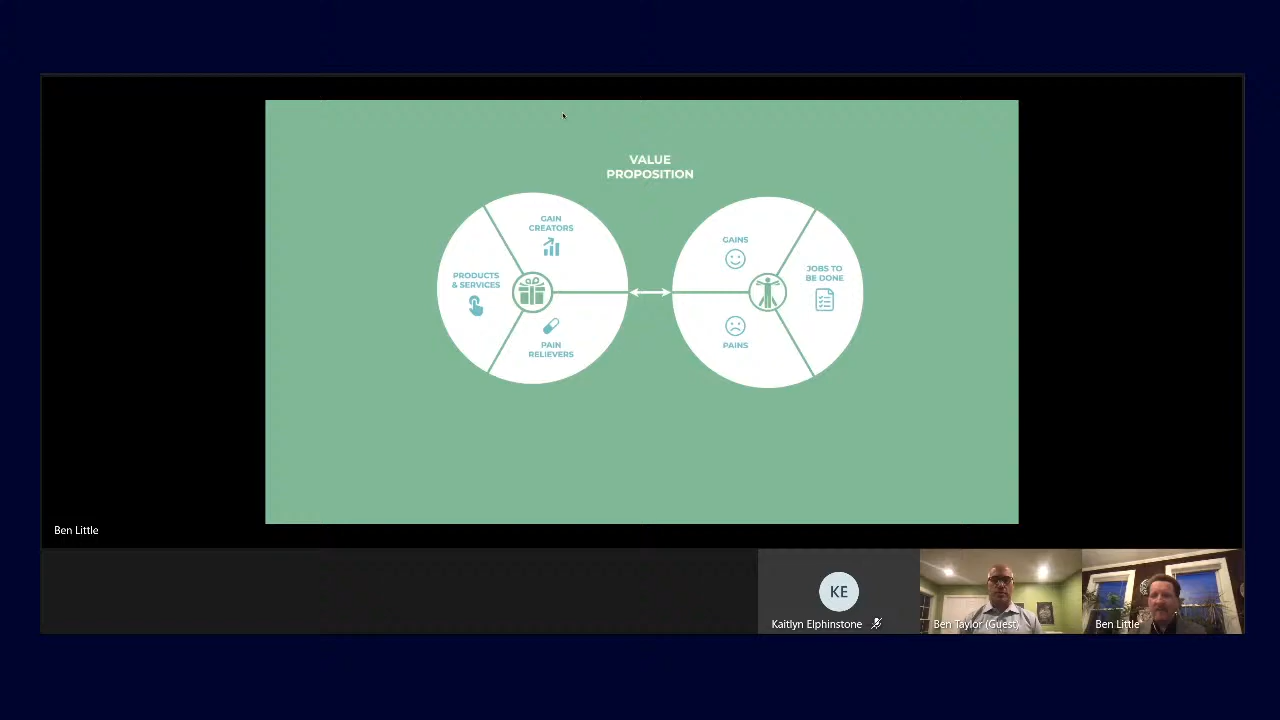 VALUE
PROPOSITION
GAIN
CREATORS
PRODUCTS
& SERVICES
PAIN
RELIEVERS
GAINS
JOBS TO
BE DONE
PAINS
Ben Little
KE
Kaitlyn Elphinstone
Ben Taylor (Guest)
Ben Little